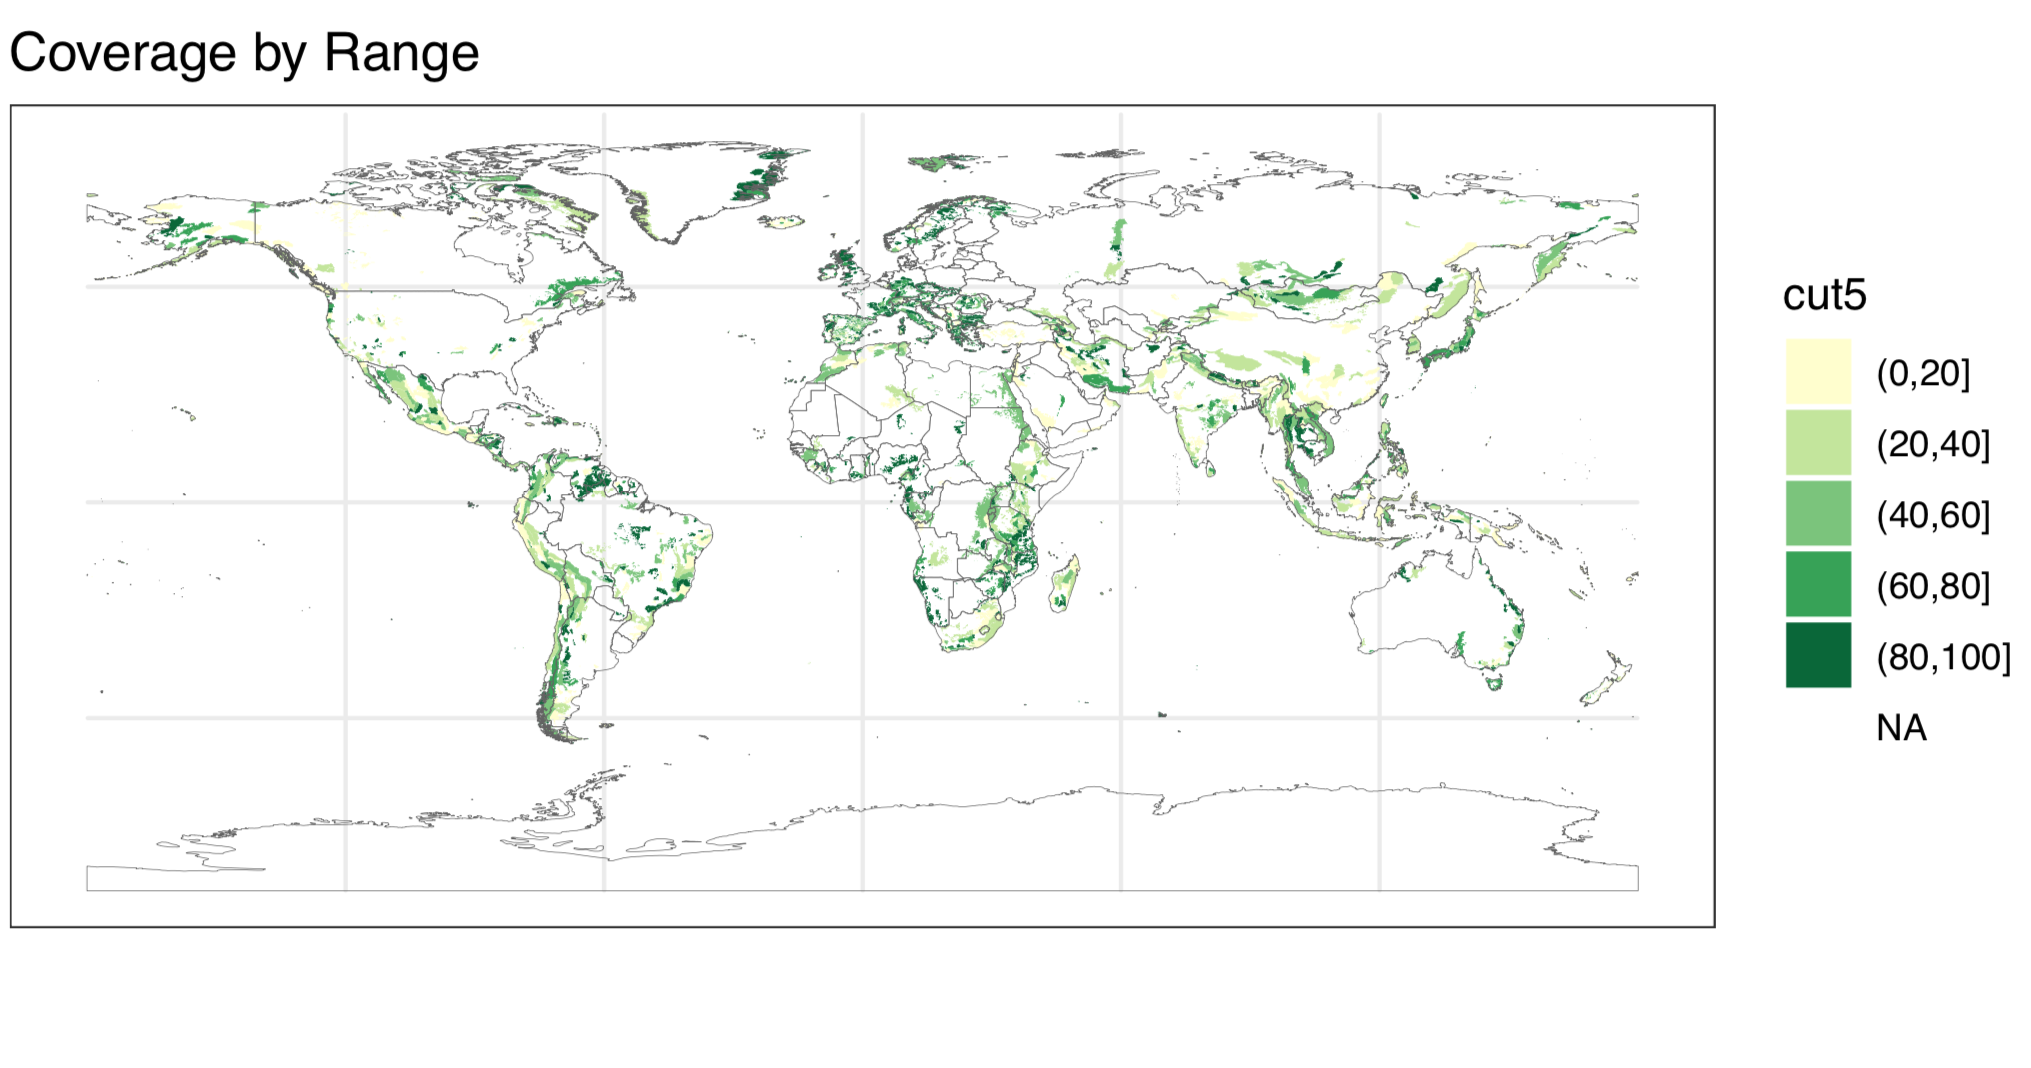 Coverage by Range
cut5
(0,20]
(20,40]
(40,60]
(60,80]
(80,100]
NA